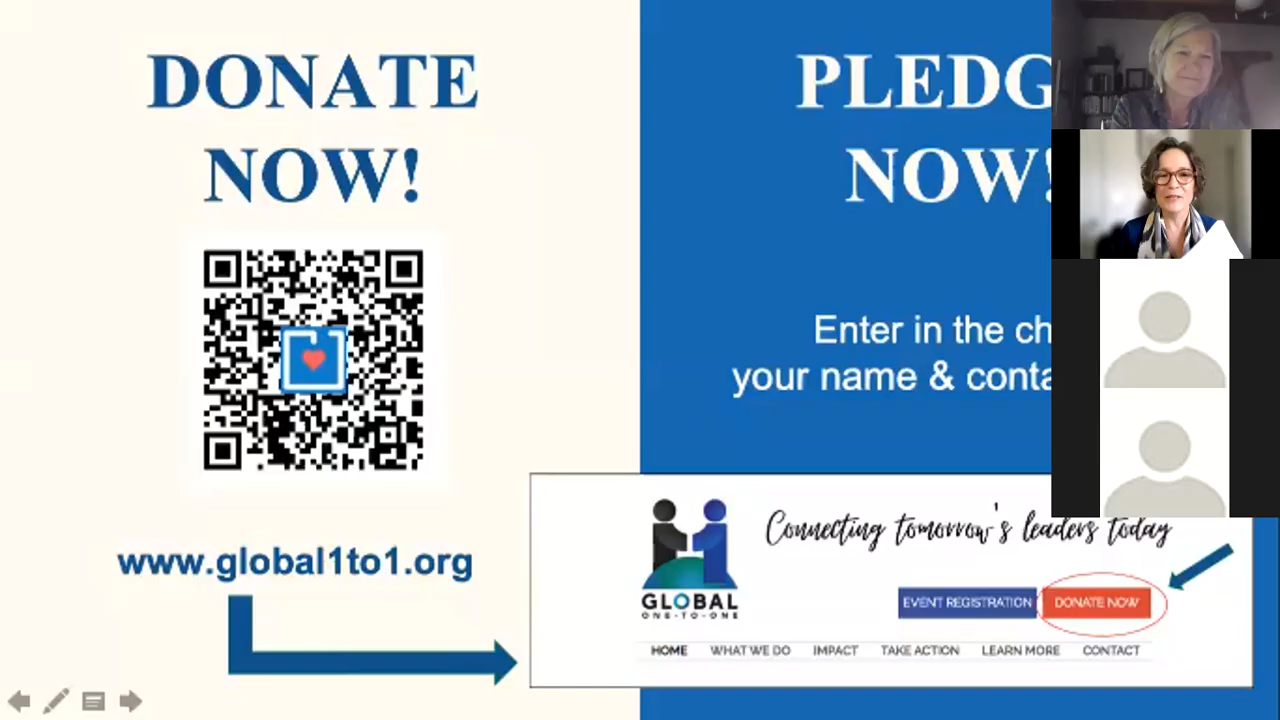 DONATE
NOW!
www.global1to1.org
PLEDG
NOW!
Enter in the ch
your name & conta
Connecting tomorrow's leaders today
GLOBAL
ONE-TO-ONE
EVENT REGISTRATION
DONATE NOW
HOME WHAT WE DO IMPACT TAKE ACTION LEARN MORE CONTACT